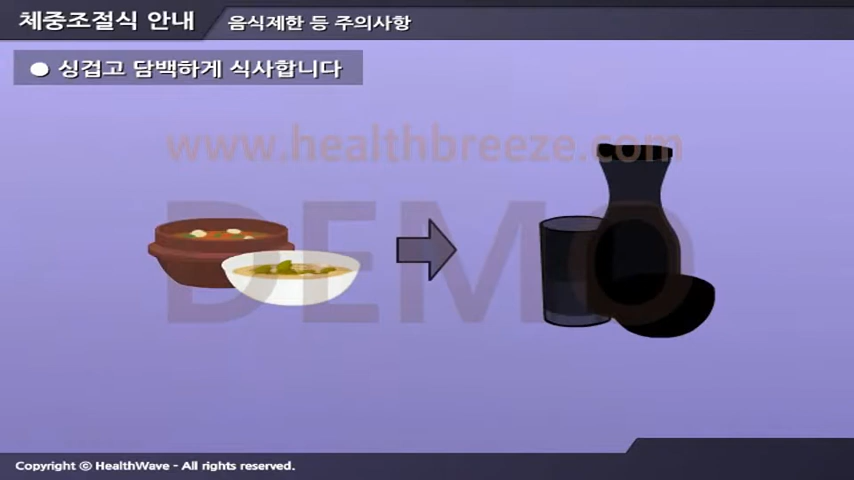 체중조절식 안내
음식제한 등 주의사항
● 싱겁고 담백하게 식사합니다
www.healthbreeze.com
DEMO
Copyright ⓒ HealthWave - All rights reserved.